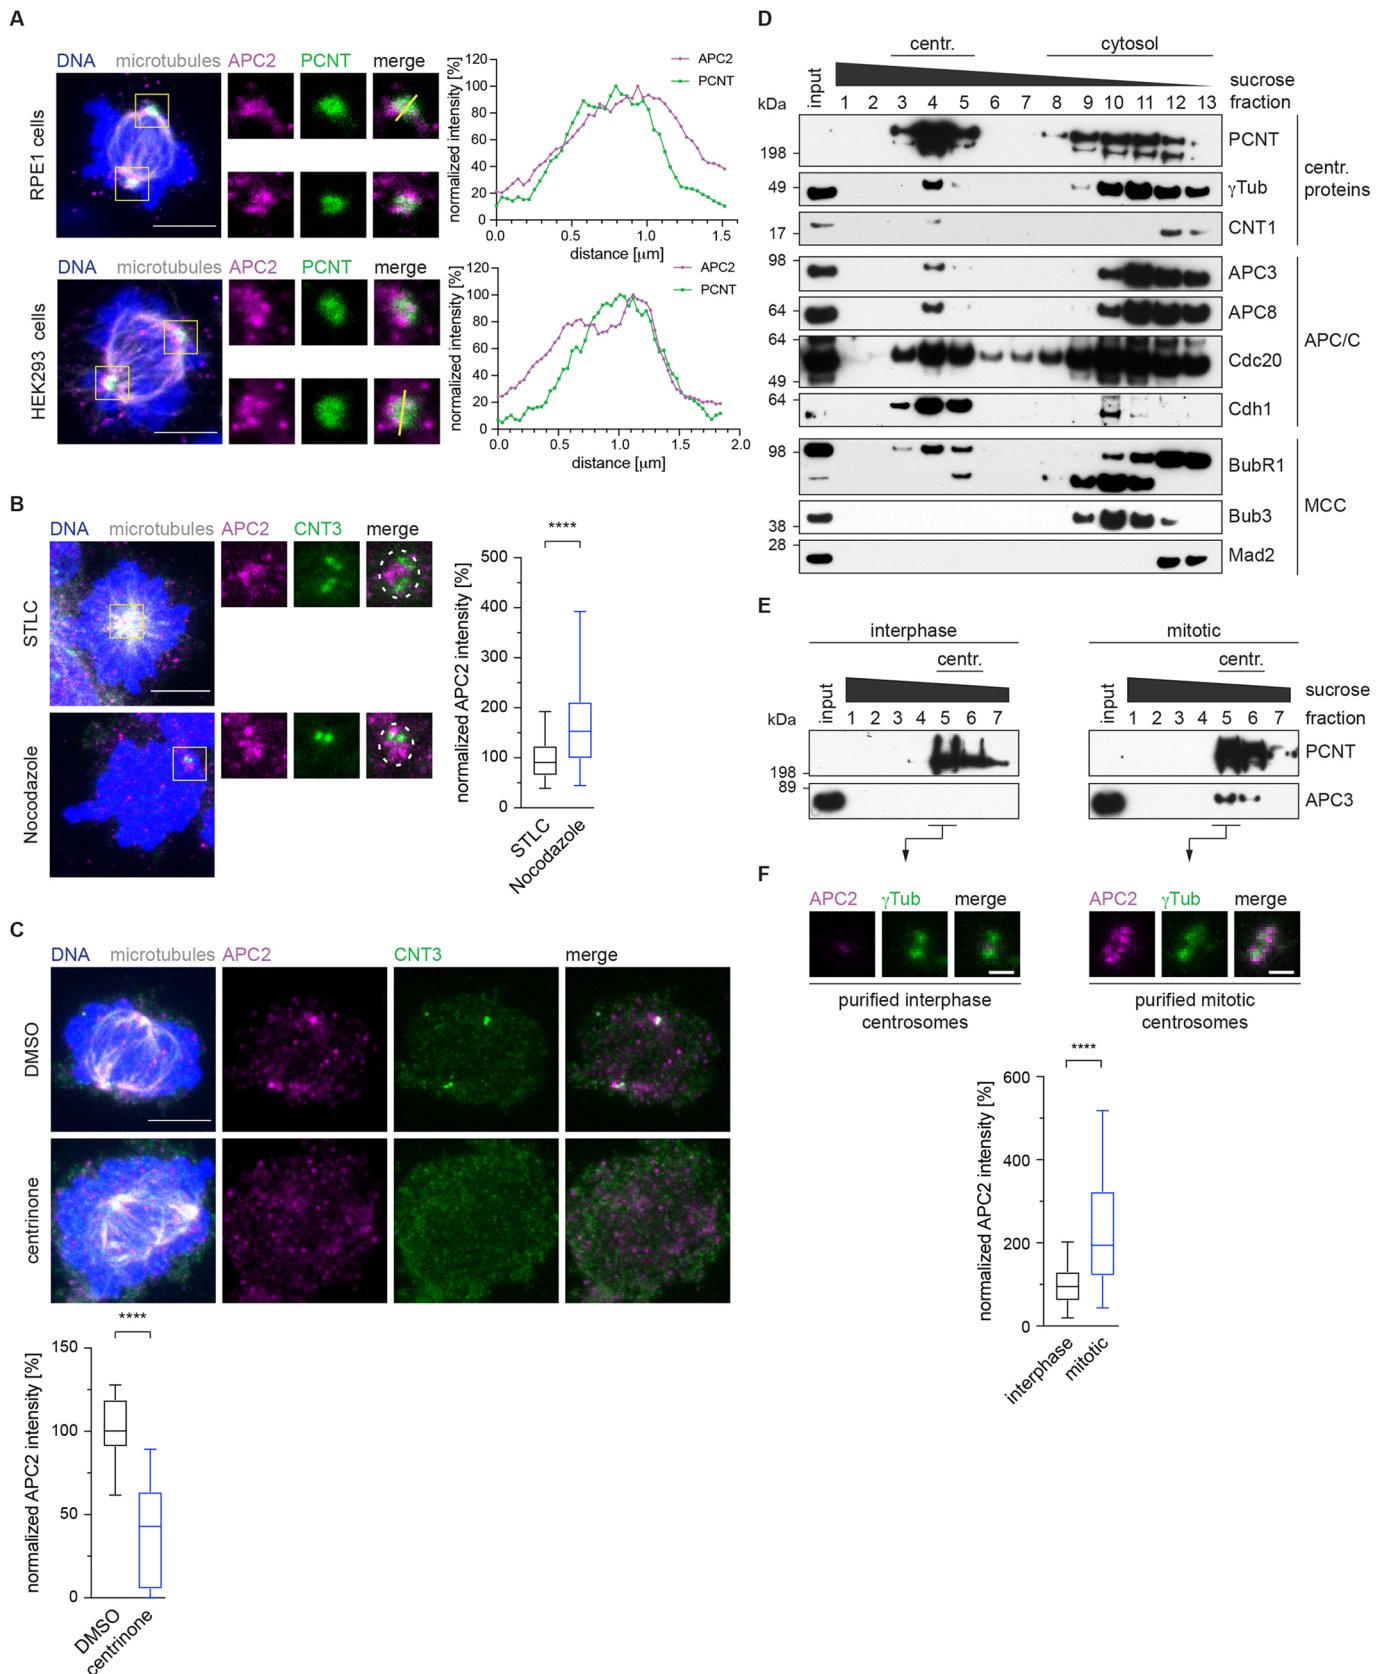 A
DNA microtubules APC2 PCNT merge
RPE1 cells
normalized intensity [%]
120
100
80
60
40
20
0
0.0 0.5 1.0 1.5
distance [μm]
APC2
PCNT
DNA microtubules APC2 PCNT merge
HEK293 cells
normalized intensity [%]
120
100
80
60
40
20
0
0.0 0.5 1.0 1.5 2.0
distance [μm]
APC2
PCNT
B
DNA microtubules APC2 CNT3 merge
STLC
Nocodazole
****
normalized APC2 intensity [%]
500
400
300
200
100
0
STLC
Nocodazole
C
DNA microtubules APC2 CNT3 merge
DMSO
centrinone
****
normalized APC2 intensity [%]
150
100
50
0
DMSO
centrinone
D
centr. cytosol
input
sucrose
kDa 1 2 3 4 5 6 7 8 9 10 11 12 13 fraction
198 PCNT
49 γTub
17 CNT1
centr.
proteins
98 APC3
64 APC8
64
49 Cdc20
64 Cdh1
APC/C
98 BubR1
38 Bub3
28 Mad2
MCC
E
interphase mitotic
centr. centr.
input input sucrose
kDa 1 2 3 4 5 6 7 1 2 3 4 5 6 7 fraction
198 PCNT
89 APC3
F
APC2 γTub merge APC2 γTub merge
purified interphase
centrosomes
purified mitotic
centrosomes
****
normalized APC2 intensity [%]
600
400
200
0
interphase
mitotic